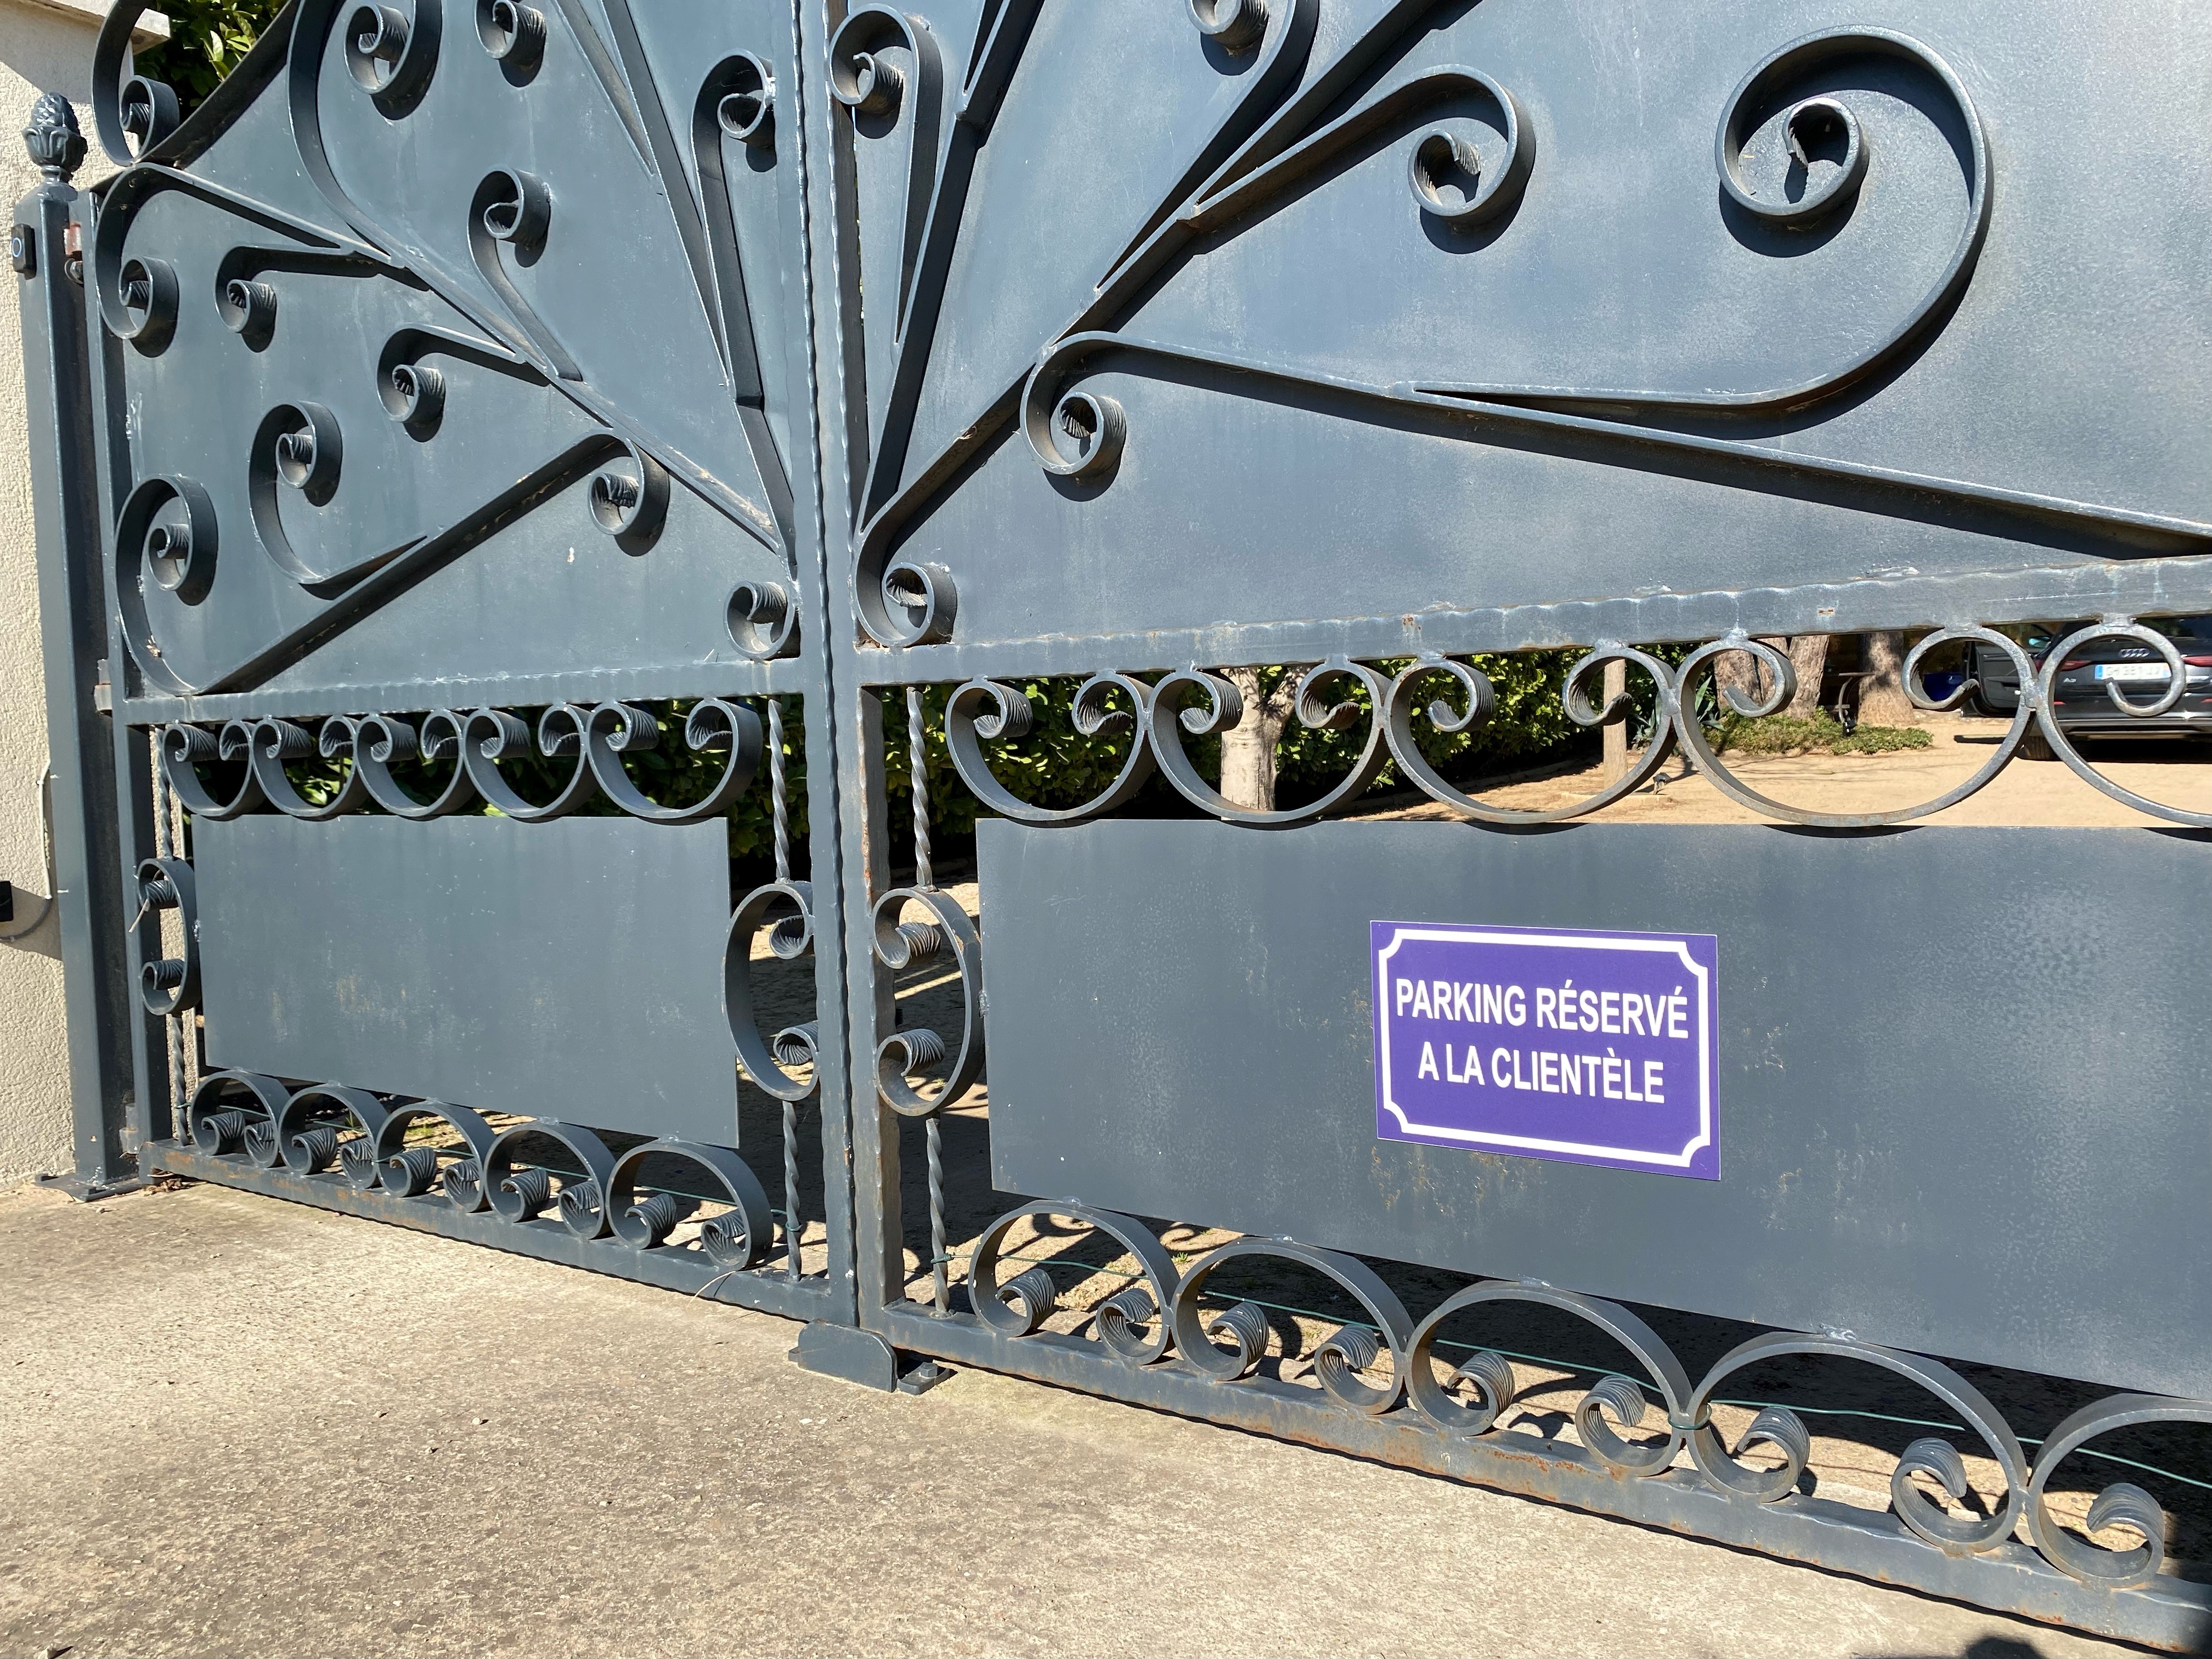 PARKING RÉSERVÉ
A LA CLIENTÈLE